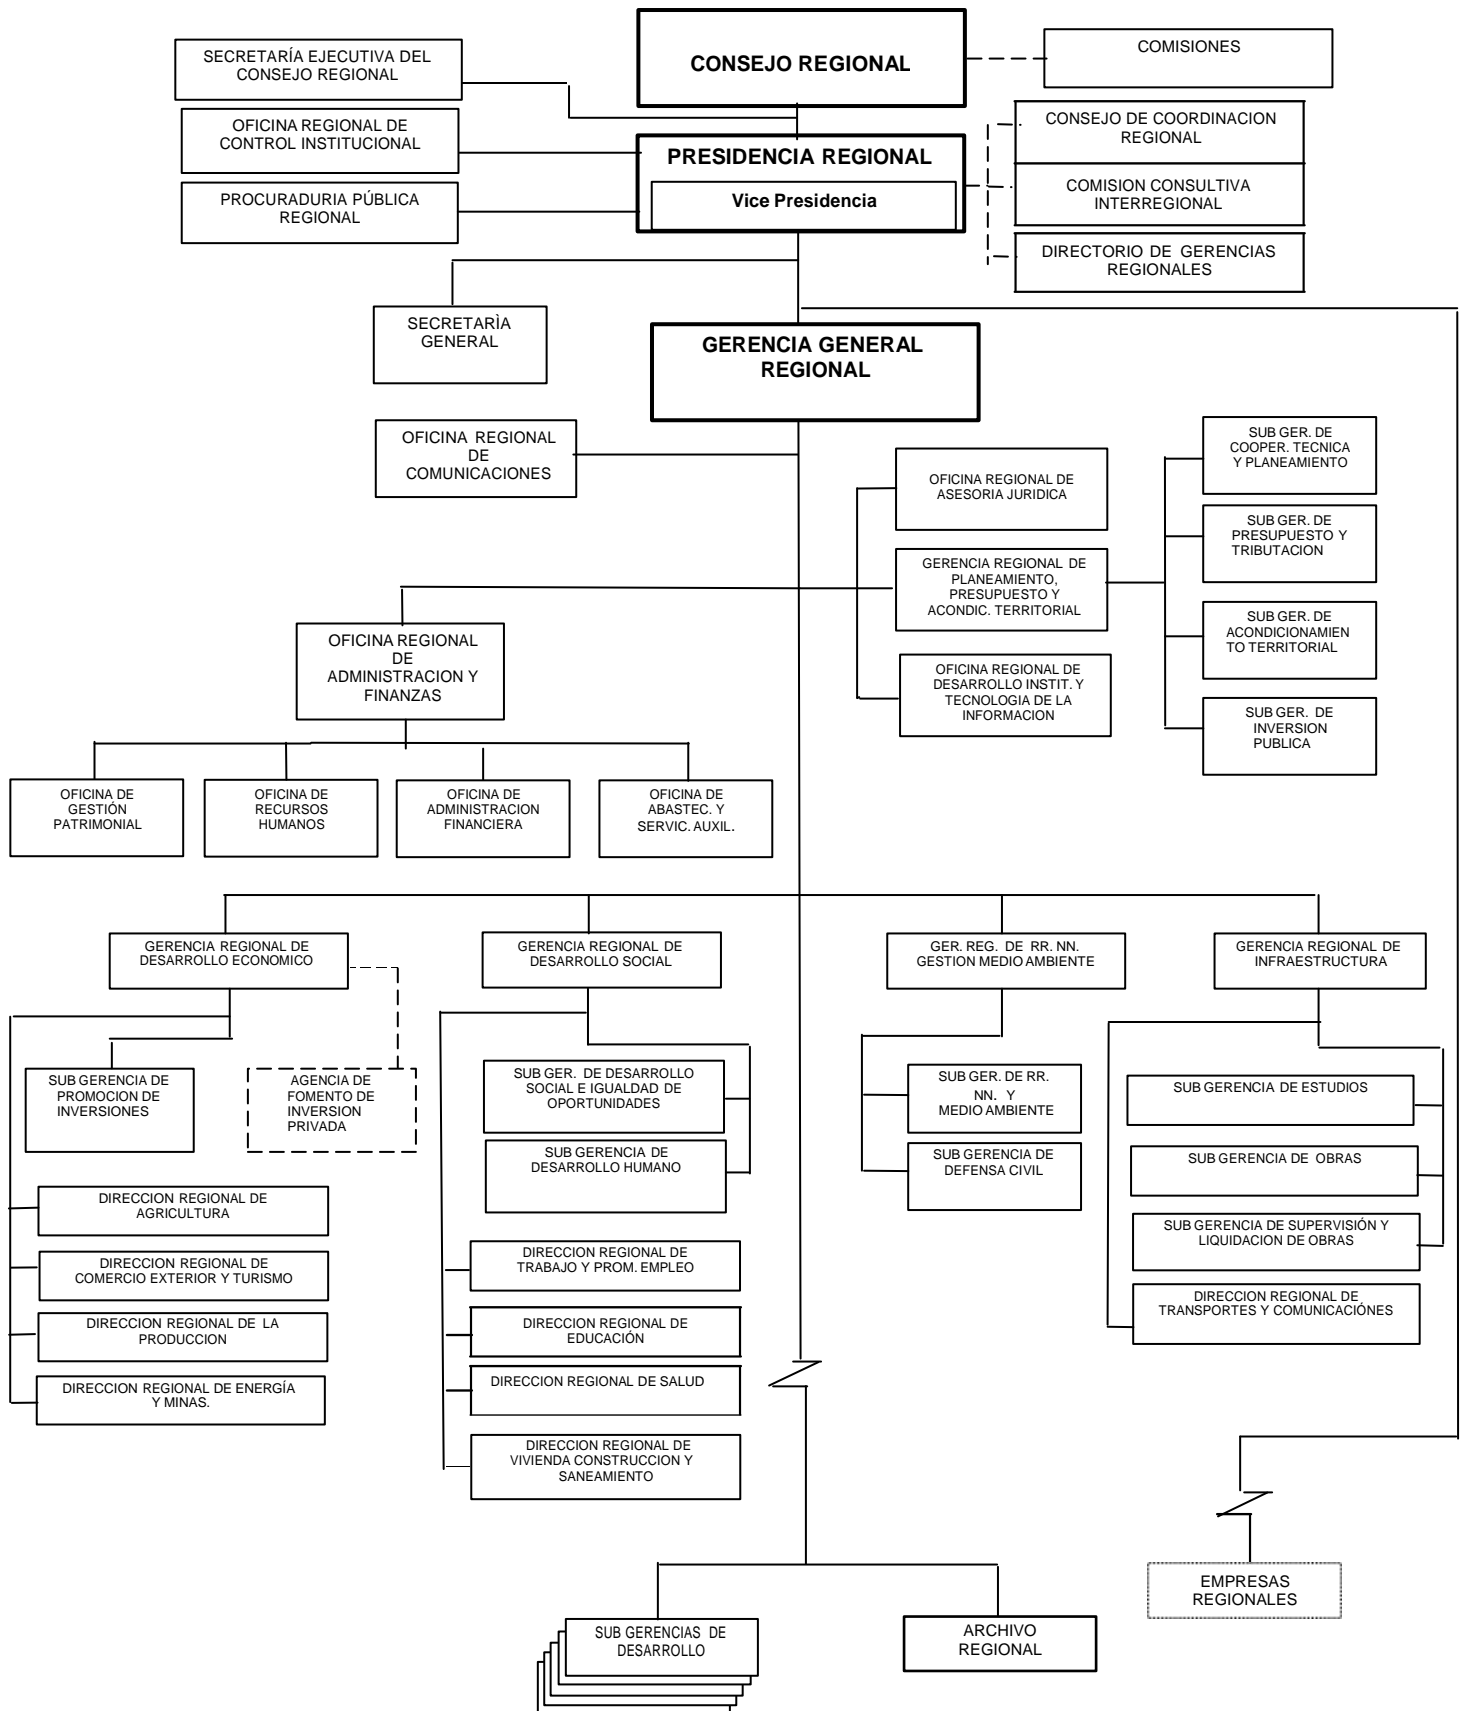 CONSEJO REGIONAL
COMISIONES
SECRETARÍA EJECUTIVA DEL
CONSEJO REGIONAL
OFICINA REGIONAL DE
CONTROL INSTITUCIONAL
PROCURADURIA PÚBLICA
REGIONAL
PRESIDENCIA REGIONAL
Vice Presidencia
CONSEJO DE COORDINACION
REGIONAL
COMISION CONSULTIVA
INTERREGIONAL
DIRECTORIO DE GERENCIAS
REGIONALES
SECRETARÌA
GENERAL
GERENCIA GENERAL
REGIONAL
OFICINA REGIONAL
DE
COMUNICACIONES
OFICINA REGIONAL DE
ASESORIA JURIDICA
GERENCIA REGIONAL DE
PLANEAMIENTO,
PRESUPUESTO Y
ACONDIC. TERRITORIAL
OFICINA REGIONAL DE
DESARROLLO INSTIT. Y
TECNOLOGIA DE LA
INFORMACION
SUB GER. DE
COOPER. TECNICA
Y PLANEAMIENTO
SUB GER. DE
PRESUPUESTO Y
TRIBUTACION
SUB GER. DE
ACONDICIONAMIEN
TO TERRITORIAL
SUB GER. DE
INVERSION
PUBLICA
OFICINA REGIONAL
DE
ADMINISTRACION Y
FINANZAS
OFICINA DE
GESTIÓN
PATRIMONIAL
OFICINA DE
RECURSOS
HUMANOS
OFICINA DE
ADMINISTRACION
FINANCIERA
OFICINA DE
ABASTEC. Y
SERVIC. AUXIL.
GERENCIA REGIONAL DE
DESARROLLO ECONOMICO
GERENCIA REGIONAL DE
DESARROLLO SOCIAL
GER. REG. DE RR. NN.
GESTION MEDIO AMBIENTE
GERENCIA REGIONAL DE
INFRAESTRUCTURA
SUB GERENCIA DE
PROMOCION DE
INVERSIONES
AGENCIA DE
FOMENTO DE
INVERSION
PRIVADA
DIRECCION REGIONAL DE
AGRICULTURA
DIRECCION REGIONAL DE
COMERCIO EXTERIOR Y TURISMO
DIRECCION REGIONAL DE LA
PRODUCCION
DIRECCION REGIONAL DE ENERGÍA
Y MINAS.
SUB GER. DE DESARROLLO
SOCIAL E IGUALDAD DE
OPORTUNIDADES
SUB GERENCIA DE
DESARROLLO HUMANO
DIRECCION REGIONAL DE
TRABAJO Y PROM. EMPLEO
DIRECCION REGIONAL DE
EDUCACIÓN
DIRECCION REGIONAL DE SALUD
DIRECCION REGIONAL DE
VIVIENDA CONSTRUCCION Y
SANEAMIENTO
SUB GER. DE RR.
NN. Y
MEDIO AMBIENTE
SUB GERENCIA DE
DEFENSA CIVIL
SUB GERENCIA DE ESTUDIOS
SUB GERENCIA DE OBRAS
SUB GERENCIA DE SUPERVISIÓN Y
LIQUIDACION DE OBRAS
DIRECCION REGIONAL DE
TRANSPORTES Y COMUNICACIÓNES
EMPRESAS
REGIONALES
SUB GERENCIAS DE
DESARROLLO
ARCHIVO
REGIONAL